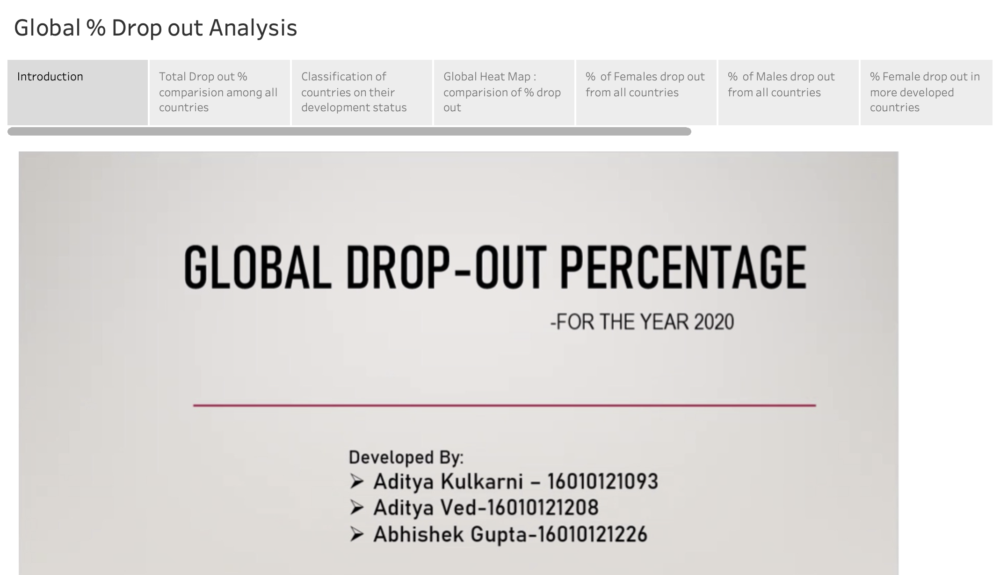 Global % Drop out Analysis
Introduction
Total Drop out %
comparision among all
countries
Classification of
countries on their
development status
Global Heat Map :
comparision of % drop
out
% of Females drop out
from all countries
% of Males drop out
from all countries
% Female drop out in
more developed
countries
GLOBAL DROP-OUT PERCENTAGE
-FOR THE YEAR 2020
Developed By:
➢ Aditya Kulkarni – 16010121093
➢ Aditya Ved-16010121208
➢ Abhishek Gupta-16010121226